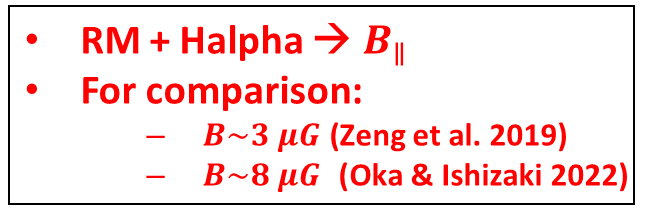 • RM + Halpha → B∥
• For comparison:
– B~3 μG (Zeng et al. 2019)
– B~8 μG (Oka & Ishizaki 2022)